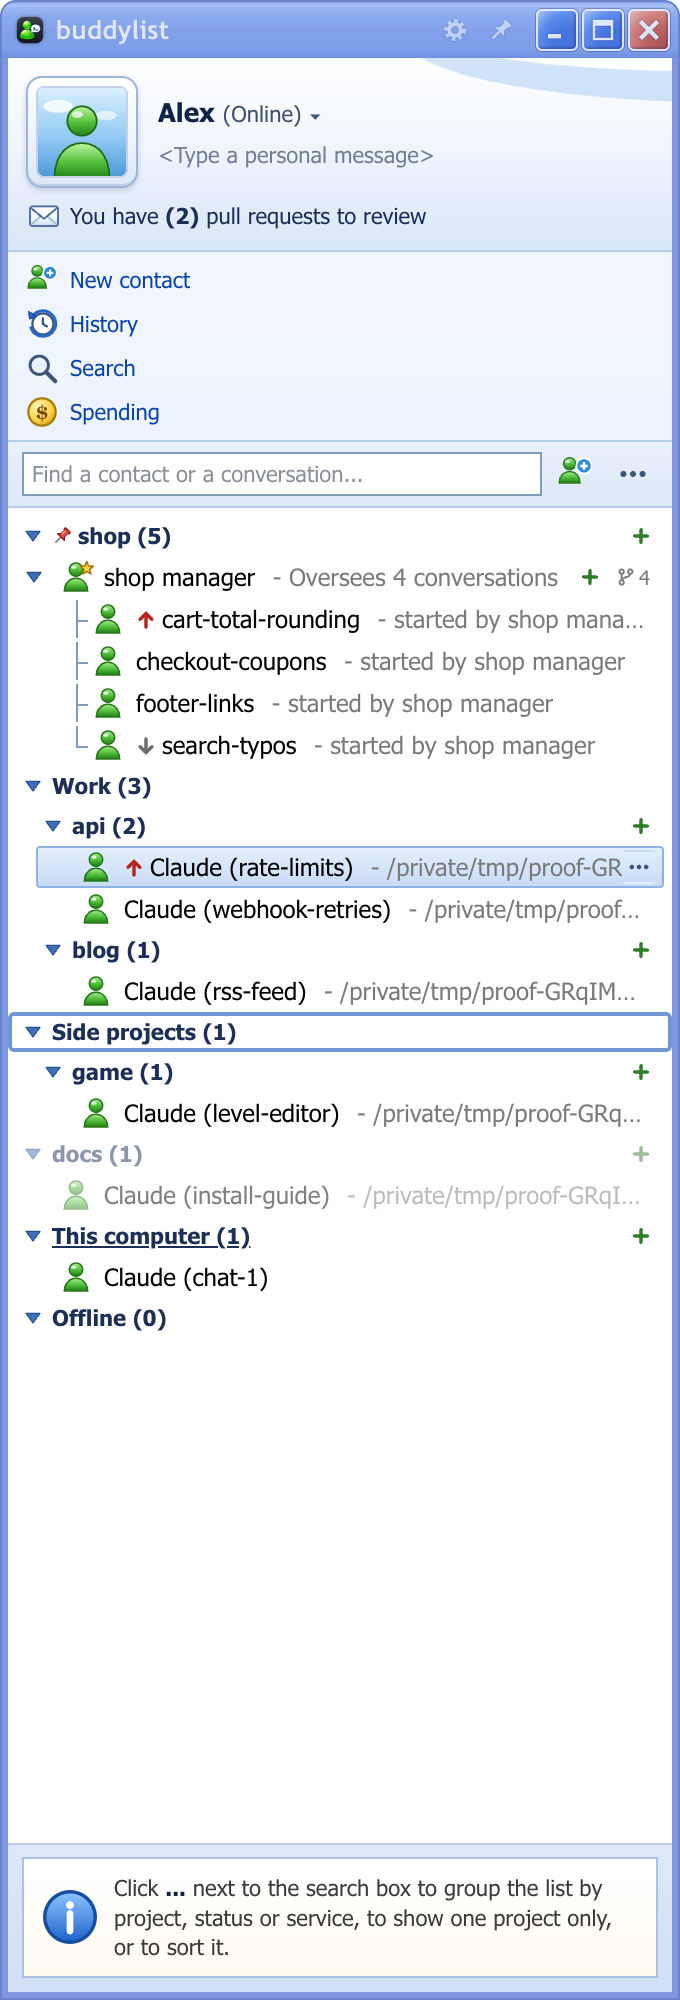 buddylist
Alex (Online)
<Type a personal message>
You have (2) pull requests to review
New contact
History
Search
$ Spending
Find a contact or a conversation...
...
shop (5) +
shop manager - Oversees 4 conversations + 4
cart-total-rounding - started by shop mana...
checkout-coupons - started by shop manager
footer-links - started by shop manager
search-typos - started by shop manager
Work (3)
api (2) +
Claude (rate-limits) - /private/tmp/proof-GR ...
Claude (webhook-retries) - /private/tmp/proof...
blog (1) +
Claude (rss-feed) - /private/tmp/proof-GRqIM...
Side projects (1)
game (1) +
Claude (level-editor) - /private/tmp/proof-GRq...
docs (1) +
Claude (install-guide) - /private/tmp/proof-GRqI...
This computer (1) +
Claude (chat-1)
Offline (0)
Click ... next to the search box to group the list by
project, status or service, to show one project only,
or to sort it.